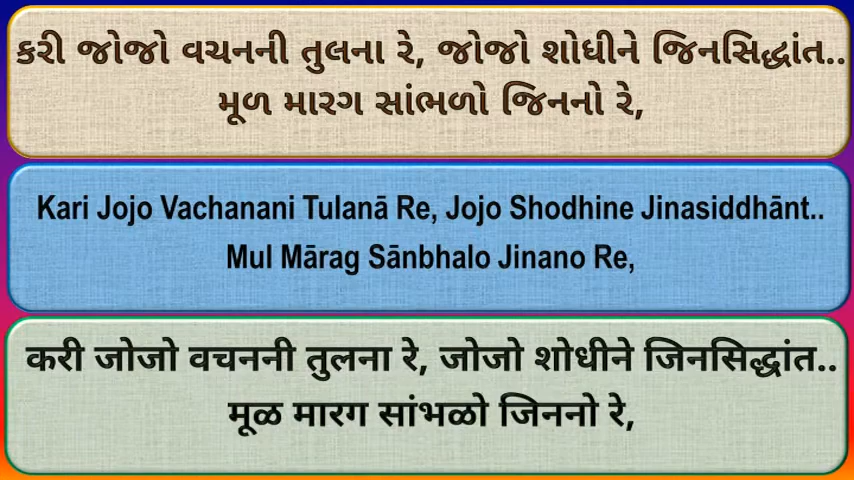 કરી જોજો વચનની તુલના રે, જોજો શોધીને જિનસિદ્ધાંત..
મૂળ મારગ સાંભળો જિનનો રે,
Kari Jojo Vachanani Tulanā Re, Jojo Shodhine Jinasiddhānt..
Mul Mārag Sānbhalo Jinano Re,
करी जोजो वचननी तुलना रे, जोजो शोधीने जिनसिद्धांत..
मूळ मारग सांभळो जिननो रे,